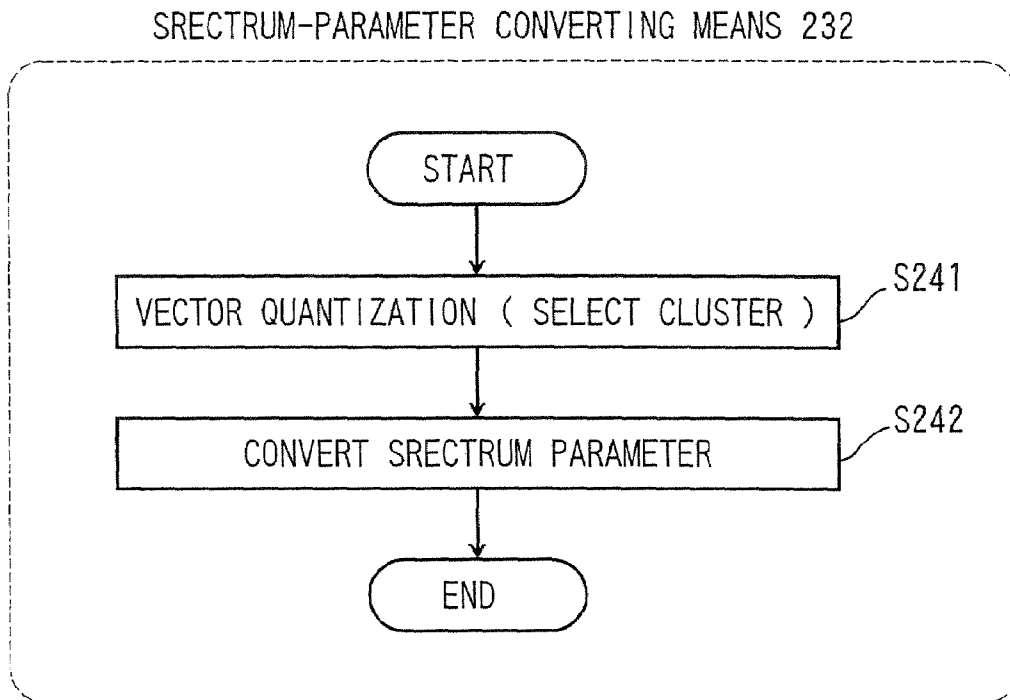 SRECTRUM-PARAMETER CONVERTING MEANS 232
START
VECTOR QUANTIZATION ( SELECT CLUSTER )
S241
CONVERT SRECTRUM PARAMETER
S242
END